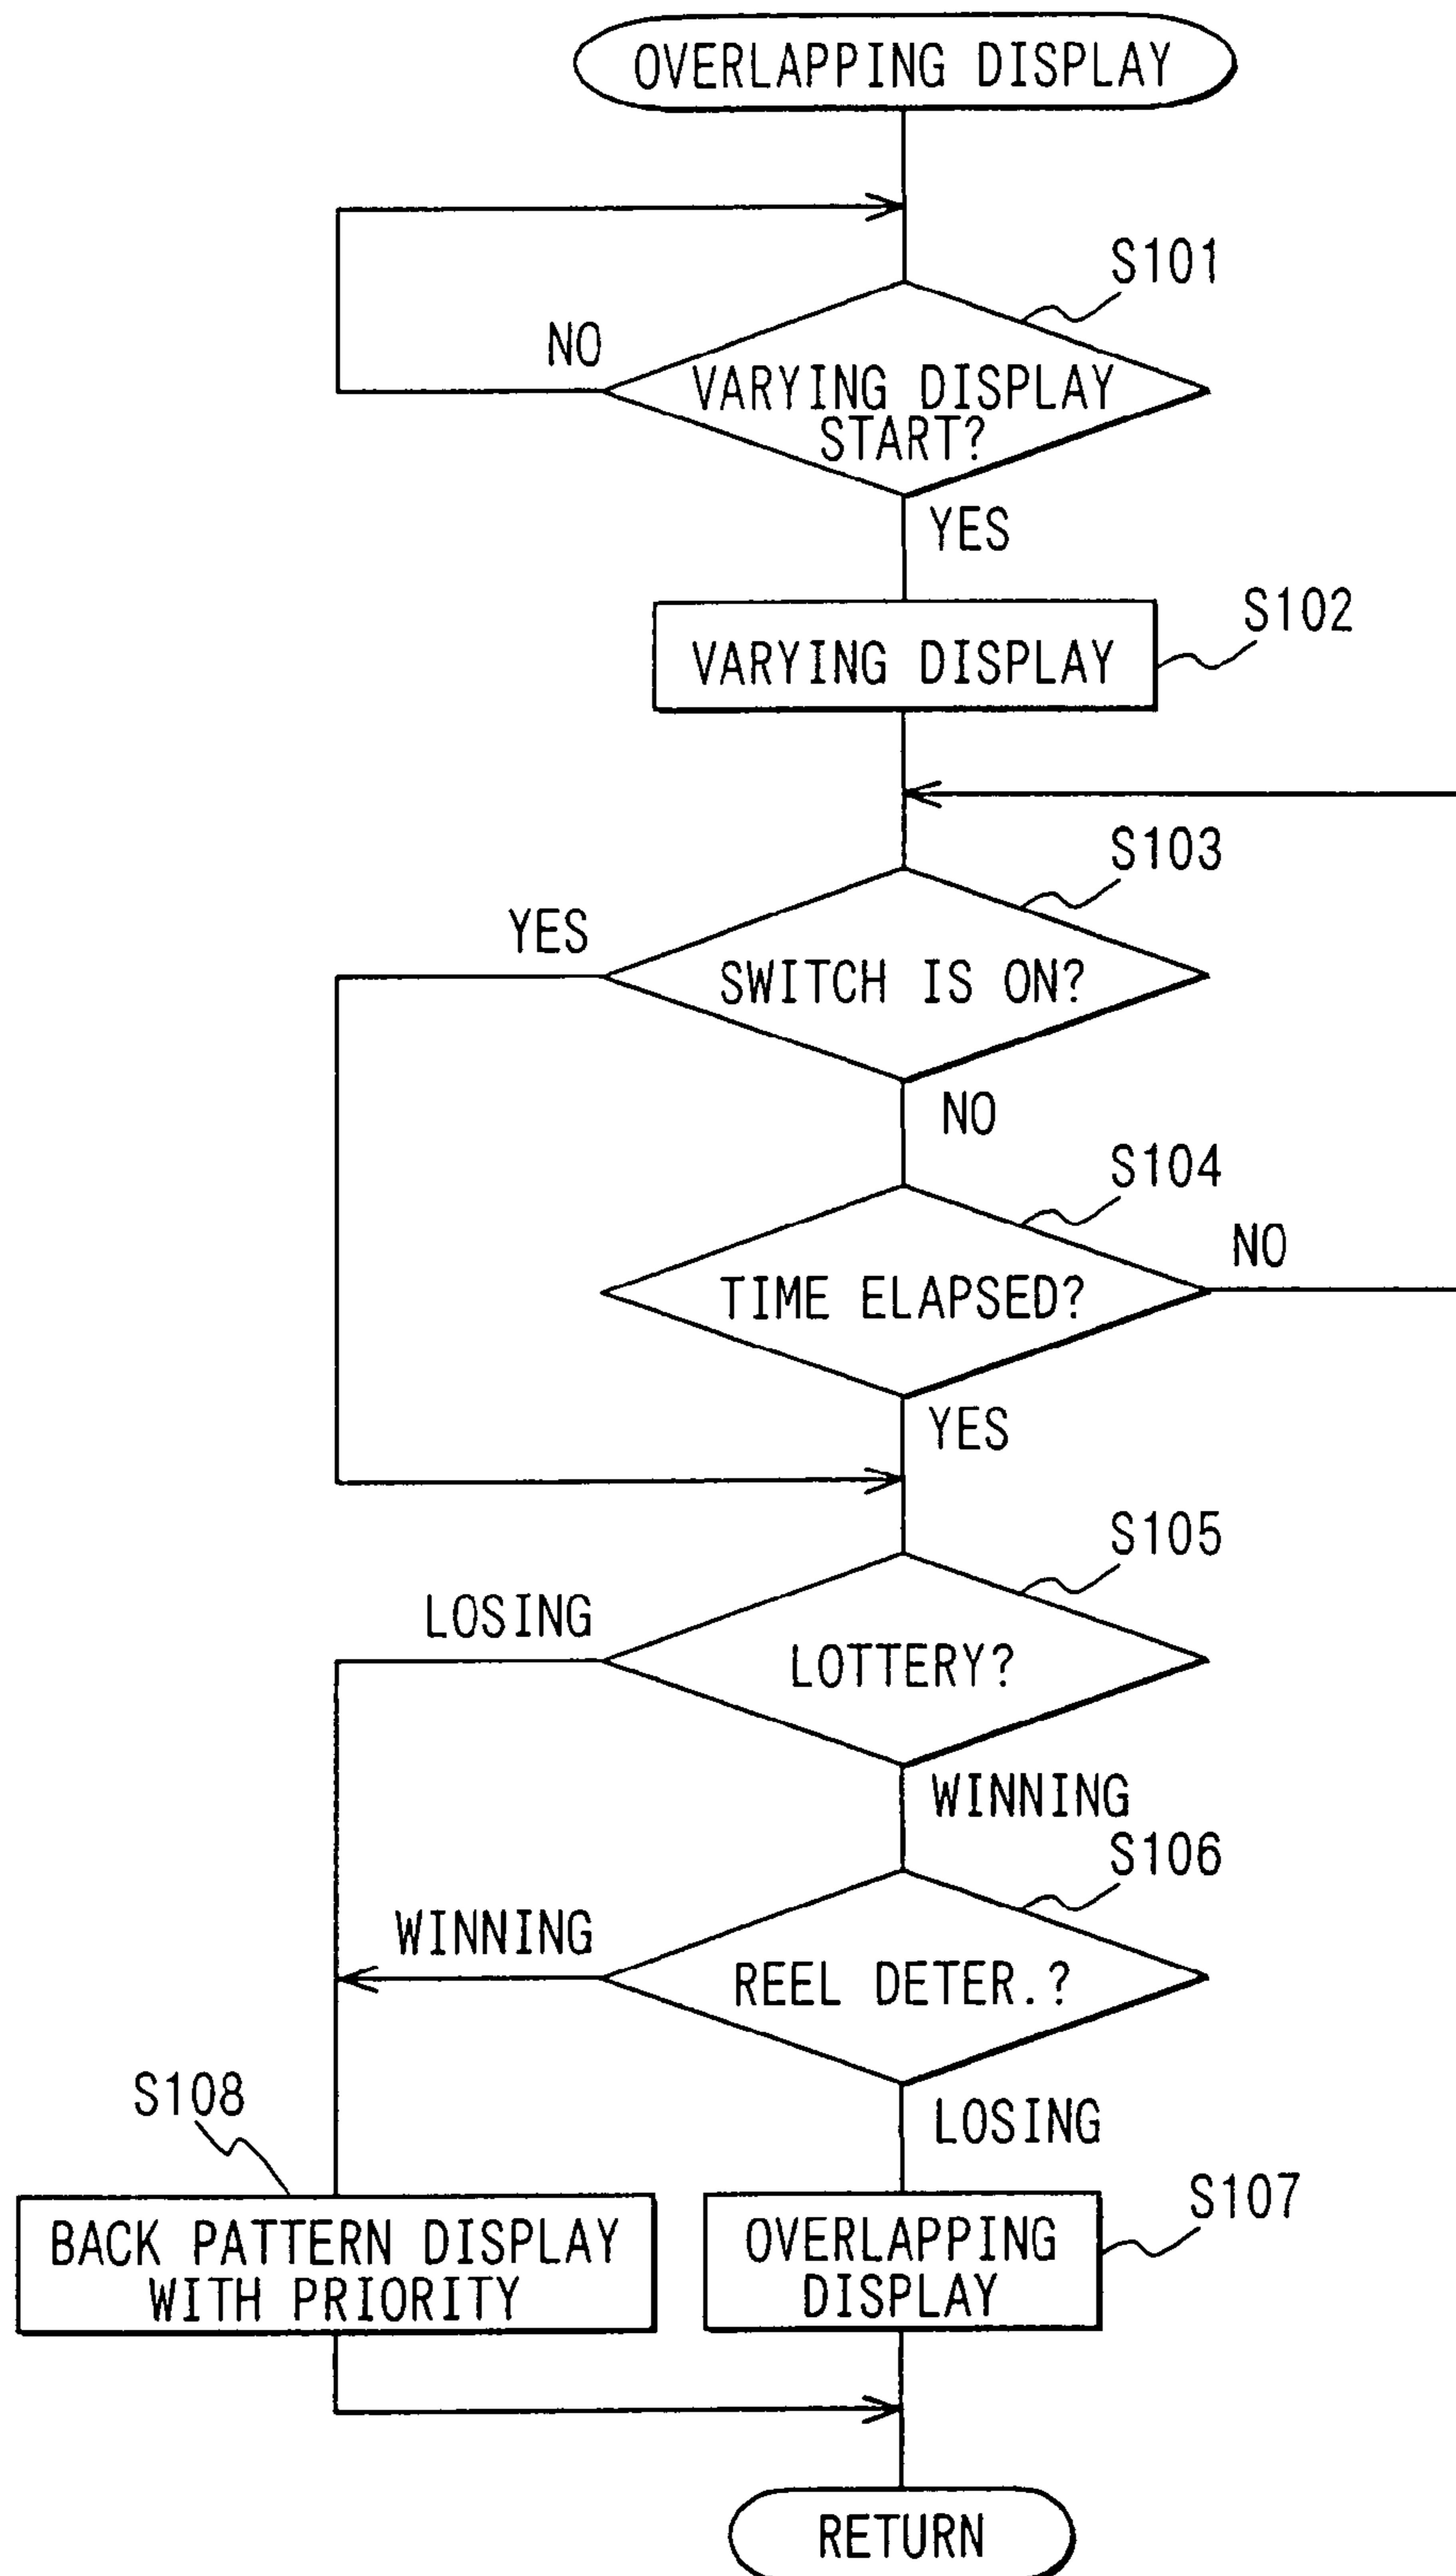 OVERLAPPING DISPLAY
S101
NO
VARYING DISPLAY
START?
YES
S102
VARYING DISPLAY
S103
YES
SWITCH IS ON?
NO
S104
NO
TIME ELAPSED?
YES
S105
LOSING
LOTTERY?
WINNING
S106
WINNING
REEL DETER.?
S108
LOSING
S107
BACK PATTERN DISPLAY
WITH PRIORITY
OVERLAPPING
DISPLAY
RETURN